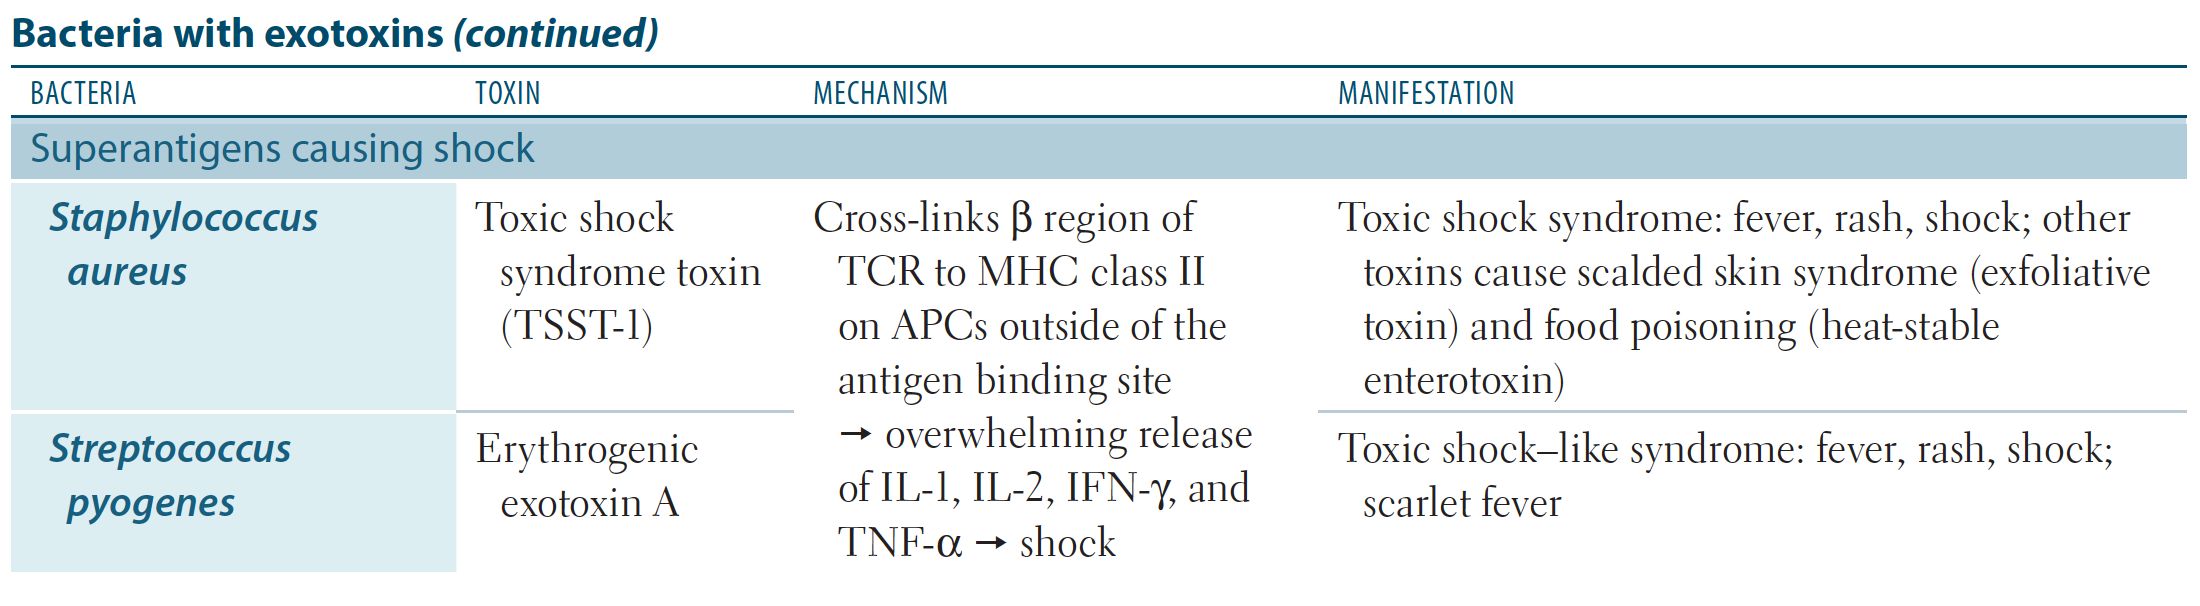 Bacteria with exotoxins (continued)
BACTERIA TOXIN MECHANISM MANIFESTATION
Superantigens causing shock
Staphylococcus
aureus
Toxic shock
syndrome toxin
(TSST-1)
Cross-links β region of
TCR to MHC class II
on APCs outside of the
antigen binding site
→ overwhelming release
of IL-1, IL-2, IFN-γ, and
TNF-α → shock
Toxic shock syndrome: fever, rash, shock; other
toxins cause scalded skin syndrome (exfoliative
toxin) and food poisoning (heat-stable
enterotoxin)
Streptococcus
pyogenes
Erythrogenic
exotoxin A
Toxic shock–like syndrome: fever, rash, shock;
scarlet fever